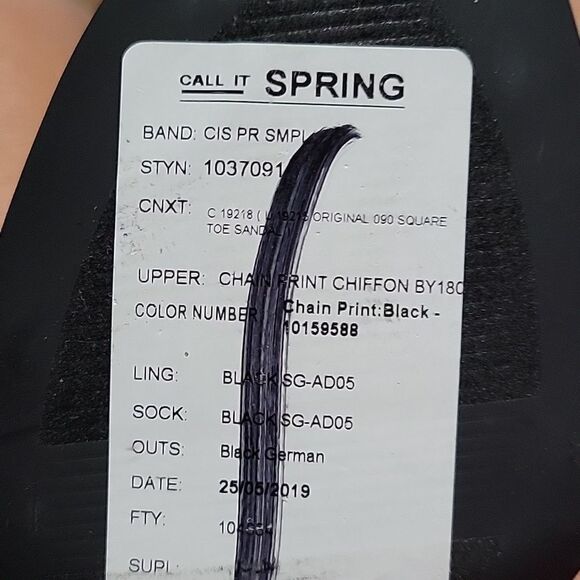 CALL IT SPRING
BAND: CIS PR SMPL
STYN: 1037091
CNXT: C 19218 ( ORIGINAL 090 SQUARE
TOE SANDAL
UPPER: CHAIN PRINT CHIFFON BY180
COLOR NUMBER Chain Print:Black -
10159588
LING: BLACK SG-AD05
SOCK: BLACK SG-AD05
OUTS: Black German
DATE: 25/05/2019
FTY:
SUPL: